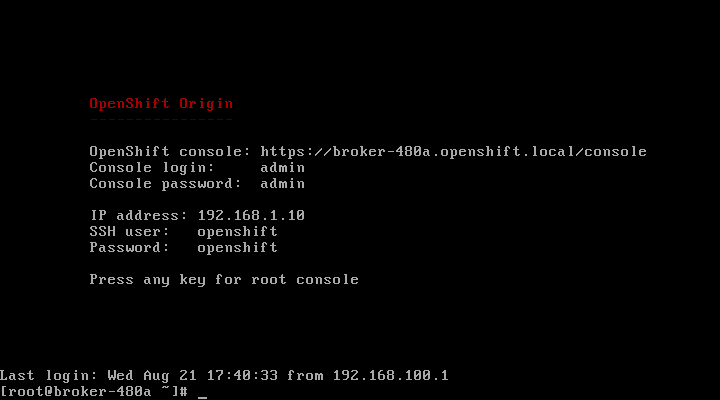 OpenShift Origin
---------------
OpenShift console: https://broker-480a.openshift.local/console
Console login:     admin
Console password:  admin
IP address: 192.168.1.10
SSH user:   openshift
Password:   openshift
Press any key for root console
Last login: Wed Aug 21 17:40:33 from 192.168.100.1
[root@broker-480a ~]# _